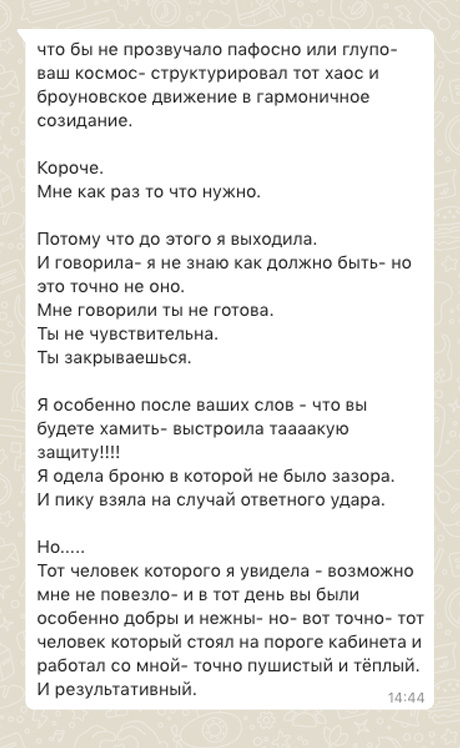 что бы не прозвучало пафосно или глупо-
ваш космос- структурировал тот хаос и
броуновское движение в гармоничное
созидание.
Короче.
Мне как раз то что нужно.
Потому что до этого я выходила.
И говорила- я не знаю как должно быть- но
это точно не оно.
Мне говорили ты не готова.
Ты не чувствительна.
Ты закрываешься.
Я особенно после ваших слов - что вы
будете хамить- выстроила таааакую
защиту!!!!
Я одела броню в которой не было зазора.
И пику взяла на случай ответного удара.
Но.....
Тот человек которого я увидела - возможно
мне не повезло- и в тот день вы были
особенно добры и нежны- но- вот точно- тот
человек который стоял на пороге кабинета и
работал со мной- точно пушистый и тёплый.
И результативный.
14:44